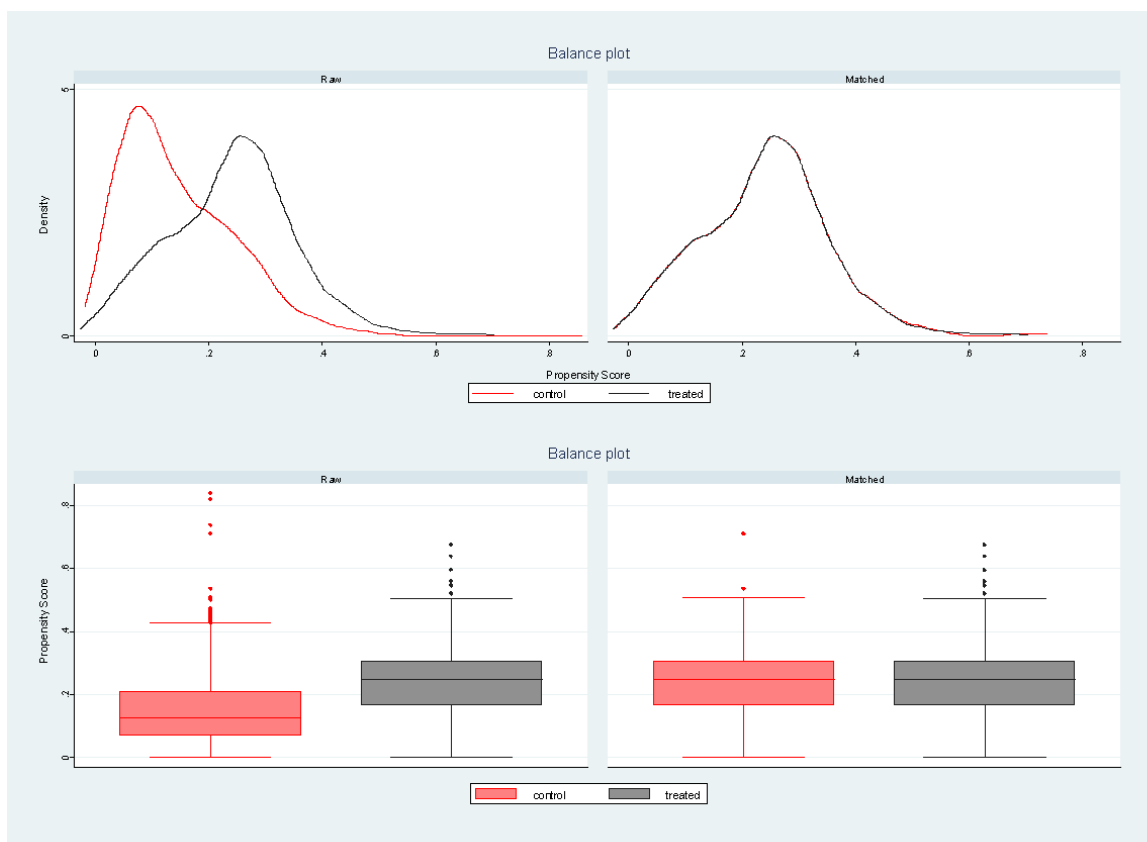 Balance plot
Raw Matched
6
Density
0
0 .2 .4 .6 .8 0 .2 .4 .6 .8
Propensity Score
control treated
Balance plot
Raw Matched
.8
.6
Propensity Score
.4
.2
0
control treated